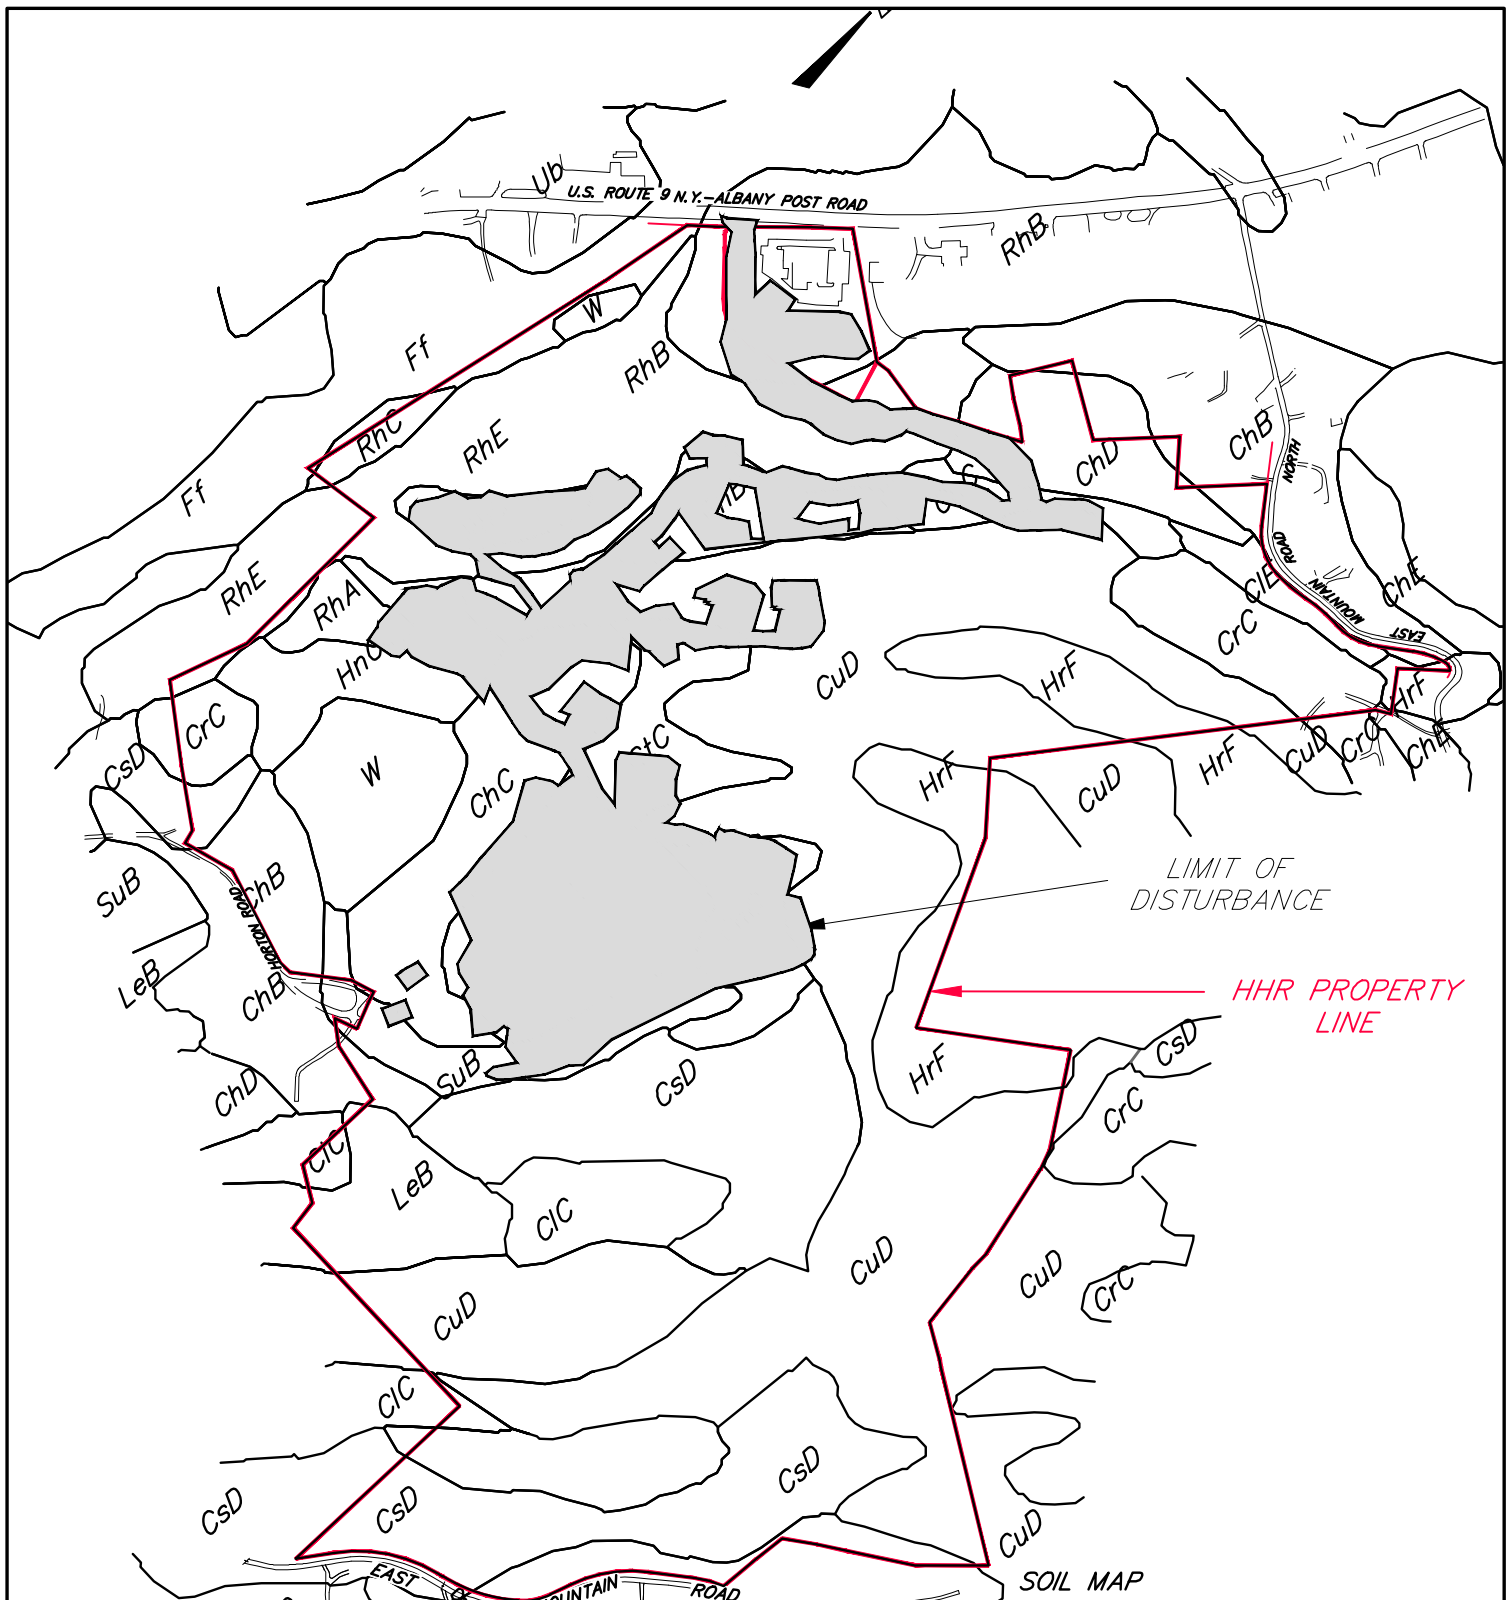 Ub
U.S. ROUTE 9 N.Y.-ALBANY POST ROAD
RhB
W
Ff
RhB
RhC
RhE
ChB
ChD
NORTH
Ff
ROAD
RhE
RhA
ClE
MOUNTAIN
ChE
CrC
EAST
HnC
CuD
HrF
HrF
CrC
CsD
W
ChC
HrF
CuD
HrF
CuD
CrC
ChE
SuB
ChB
HORTON ROAD
LIMIT OF
DISTURBANCE
LeB
ChB
HHR PROPERTY
LINE
ChD
SuB
CsD
HrF
CsD
CrC
ClC
LeB
ClC
CuD
CuD
CrC
CuD
ClC
CsD
CsD
CsD
CuD
EAST
MOUNTAIN
ROAD
SOIL MAP